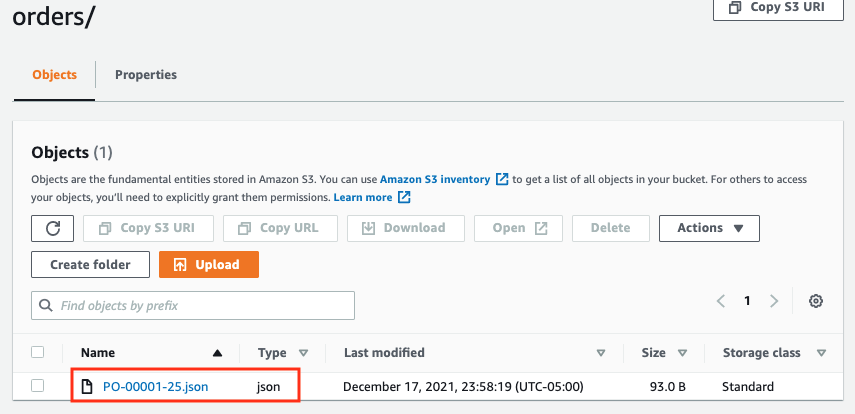 orders/
Copy S3 URI
Objects
Properties
Objects (1)
Objects are the fundamental entities stored in Amazon S3. You can use Amazon S3 inventory to get a list of all objects in your bucket. For others to access
your objects, you'll need to explicitly grant them permissions. Learn more
Copy S3 URI
Copy URL
Download
Open
Delete
Actions
Create folder
Upload
Find objects by prefix
1
Name
Type
Last modified
Size
Storage class
PO-00001-25.json
json
December 17, 2021, 23:58:19 (UTC-05:00)
93.0 B
Standard